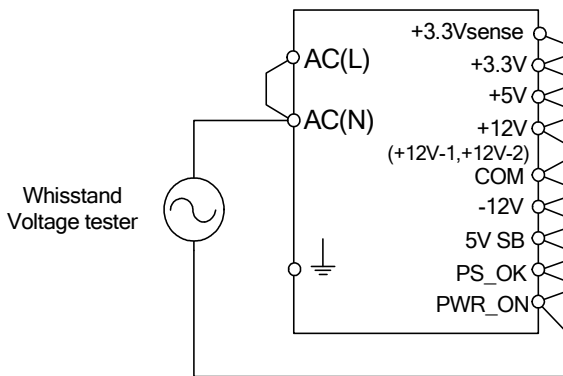 +3.3Vsense
AC(L)
+3.3V
+5V
AC(N)
+12V
(+12V-1,+12V-2)
COM
Whisstand
Voltage tester
-12V
5V SB
PS_OK
PWR_ON